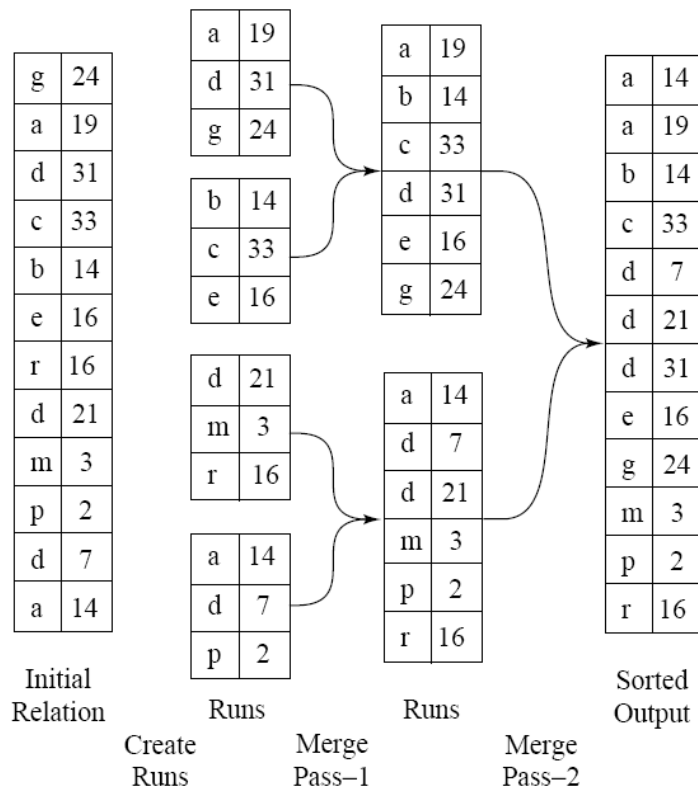 g 24
a 19
d 31
c 33
b 14
e 16
r 16
d 21
m 3
p 2
d 7
a 14
Initial
Relation
a 19
d 31
g 24
b 14
c 33
e 16
d 21
m 3
r 16
a 14
d 7
p 2
Runs
a 19
b 14
c 33
d 31
e 16
g 24
a 14
d 7
d 21
m 3
p 2
r 16
Runs
a 14
a 19
b 14
c 33
d 7
d 21
d 31
e 16
g 24
m 3
p 2
r 16
Sorted
Output
Create
Runs
Merge
Pass–1
Merge
Pass–2